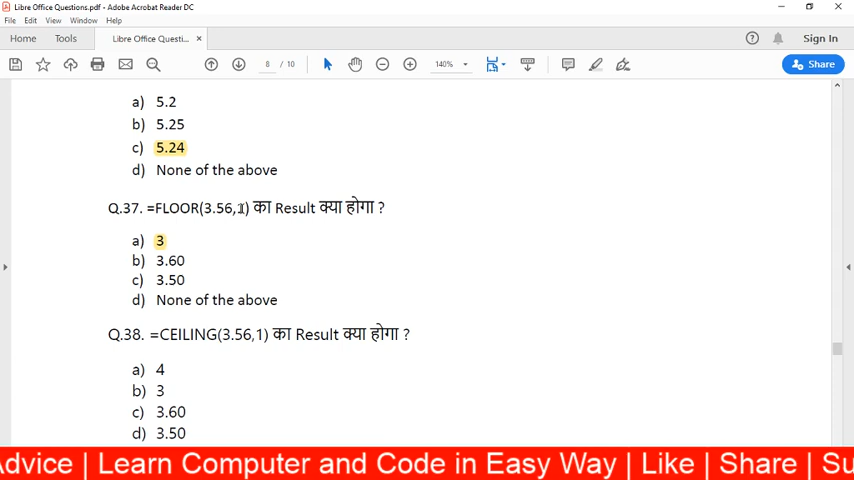 Libre Office Questions.pdf - Adobe Acrobat Reader DC
File Edit View Window Help
Home Tools Libre Office Questi... × Sign In
8 / 10 140% Share
a) 5.2
b) 5.25
c) 5.24
d) None of the above
Q.37. =FLOOR(3.56,1) का Result क्या होगा ?
a) 3
b) 3.60
c) 3.50
d) None of the above
Q.38. =CEILING(3.56,1) का Result क्या होगा ?
a) 4
b) 3
c) 3.60
d) 3.50
Advice | Learn Computer and Code in Easy Way | Like | Share | Su